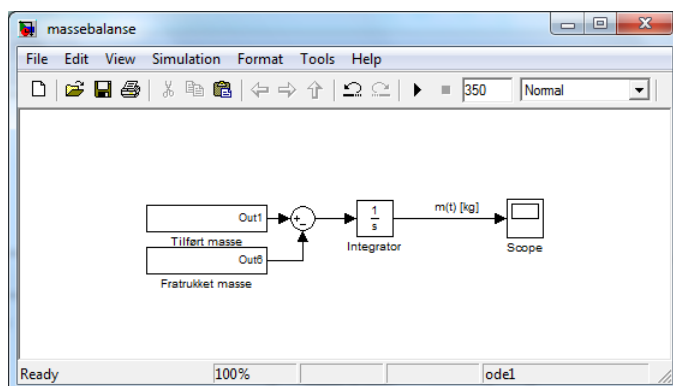 massebalanse
File Edit View Simulation Format Tools Help
350 Normal
Out1
+
−
Tilført masse
Out6
Fratrukket masse
1
s
Integrator
m(t) [kg]
Scope
Ready 100% ode1